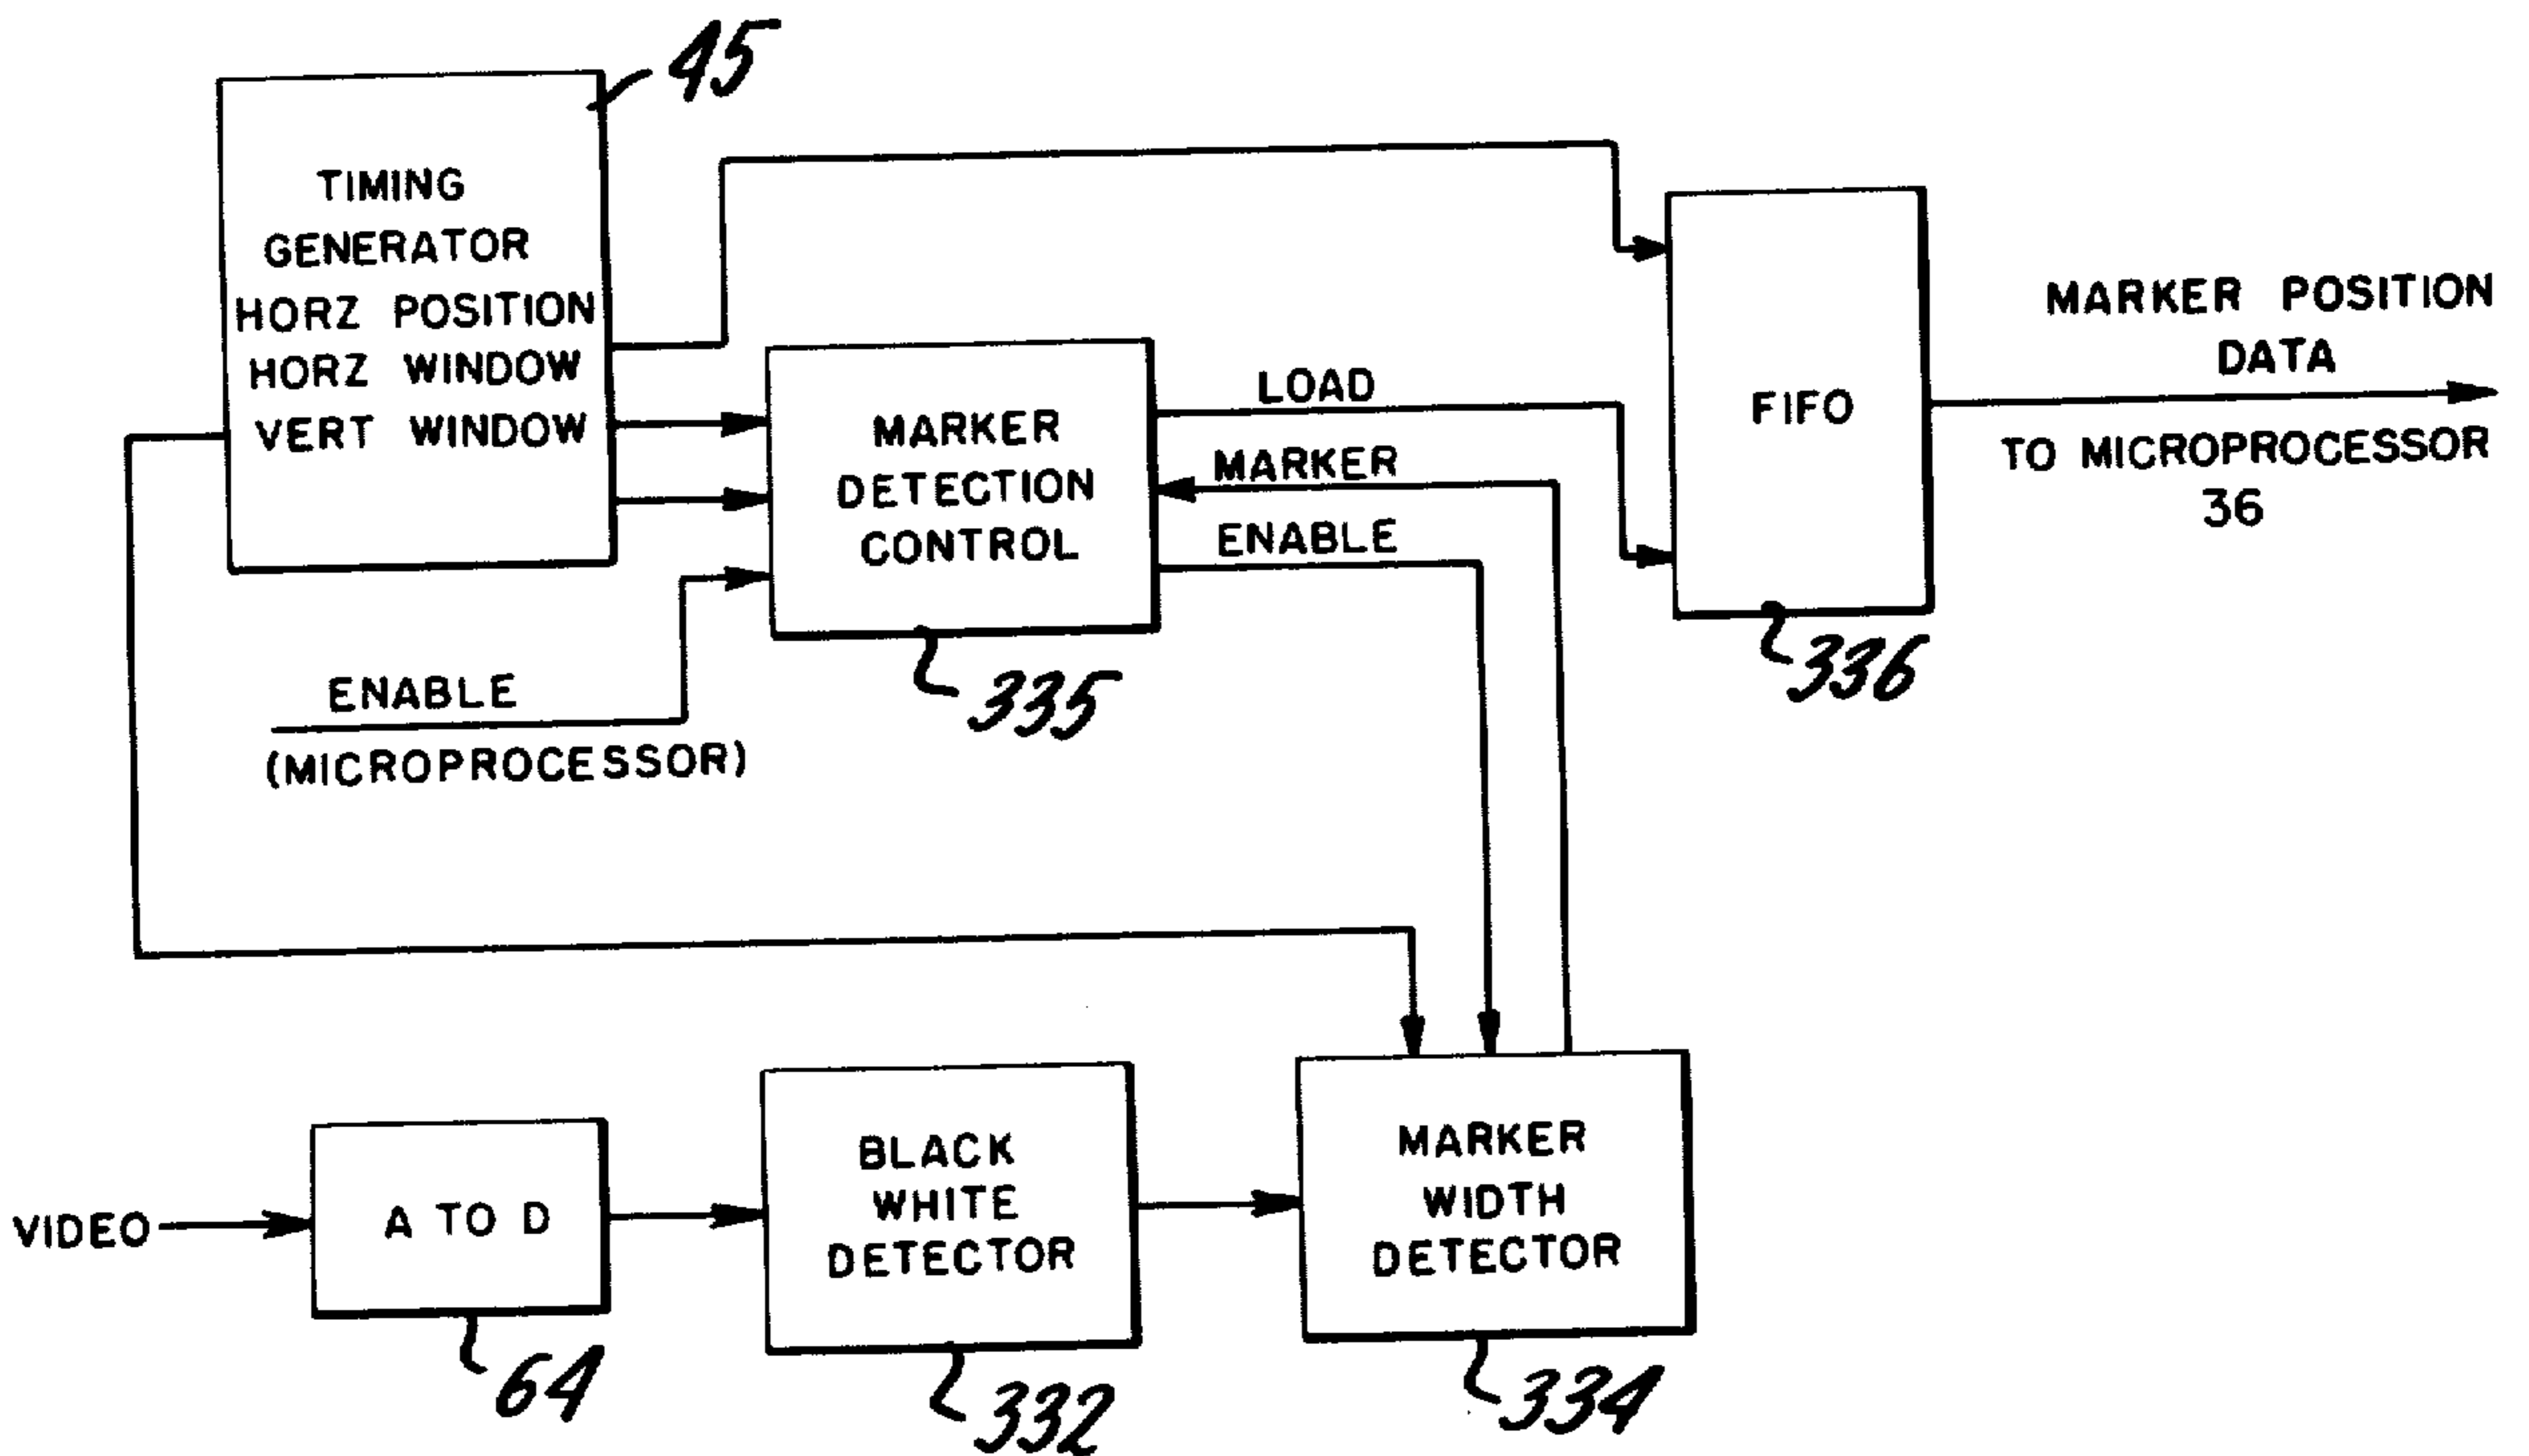 45
TIMING
GENERATOR
HORZ POSITION
HORZ WINDOW
VERT WINDOW
MARKER
DETECTION
CONTROL
335
LOAD
MARKER
ENABLE
FIFO
336
MARKER POSITION
DATA
TO MICROPROCESSOR
36
ENABLE
(MICROPROCESSOR)
VIDEO
A TO D
64
BLACK
WHITE
DETECTOR
332
MARKER
WIDTH
DETECTOR
334